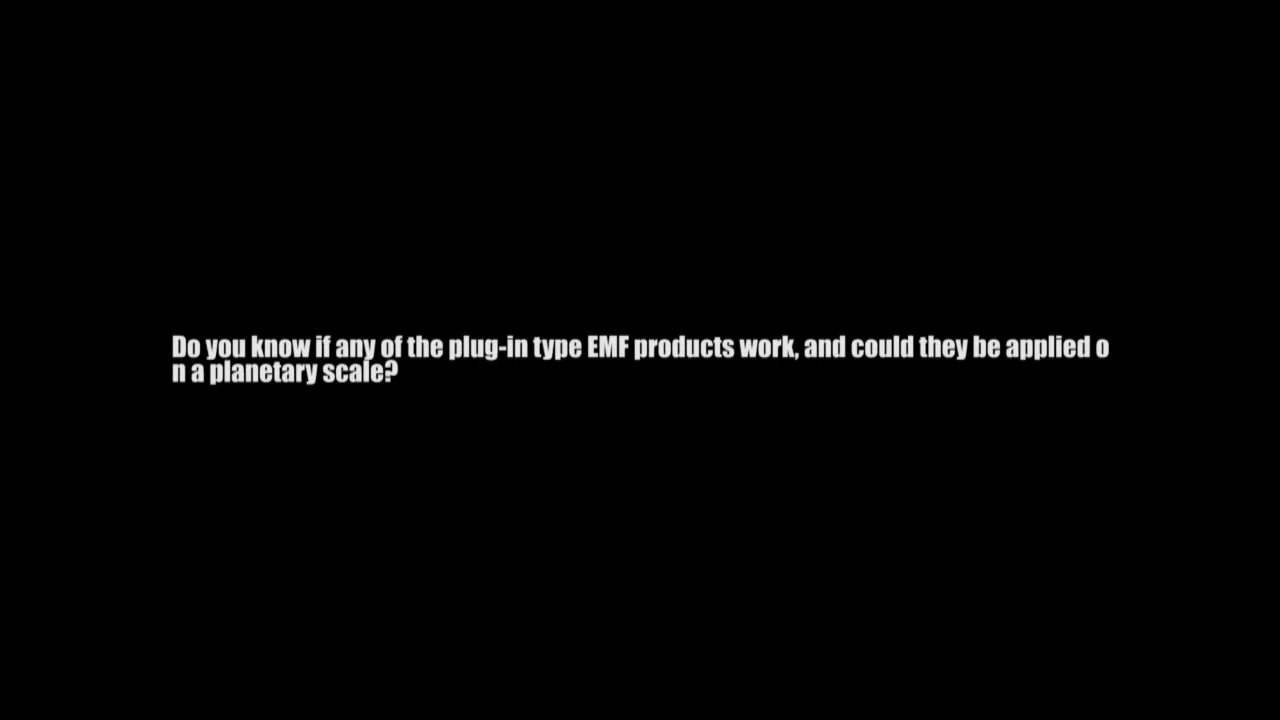 Do you know if any of the plug-in type EMF products work, and could they be applied o
n a planetary scale?